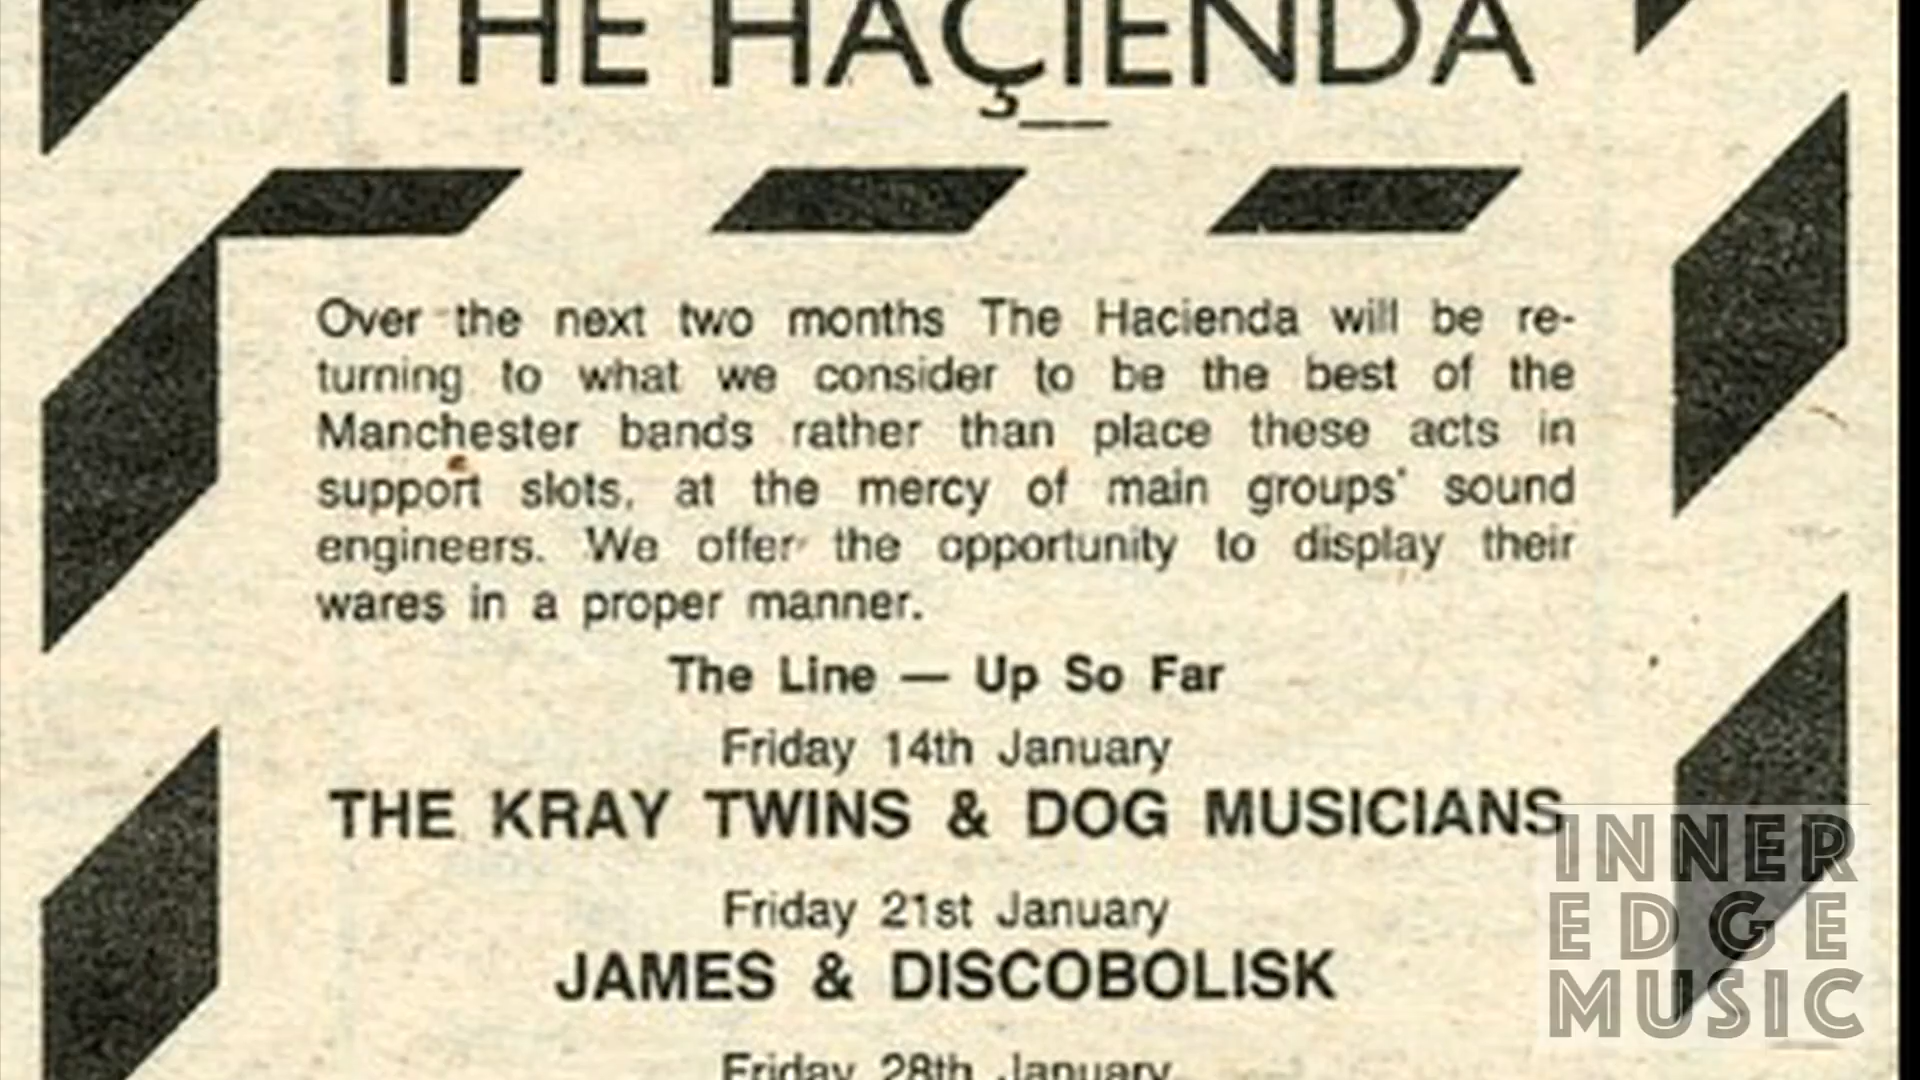 THE HAÇIENDA
Over the next two months The Hacienda will be re-
turning to what we consider to be the best of the
Manchester bands rather than place these acts in
support slots, at the mercy of main groups' sound
engineers. We offer the opportunity to display their
wares in a proper manner.
The Line — Up So Far
Friday 14th January
THE KRAY TWINS & DOG MUSICIANS
Friday 21st January
JAMES & DISCOBOLISK
Friday 28th January
INNER
EDGE
MUSIC